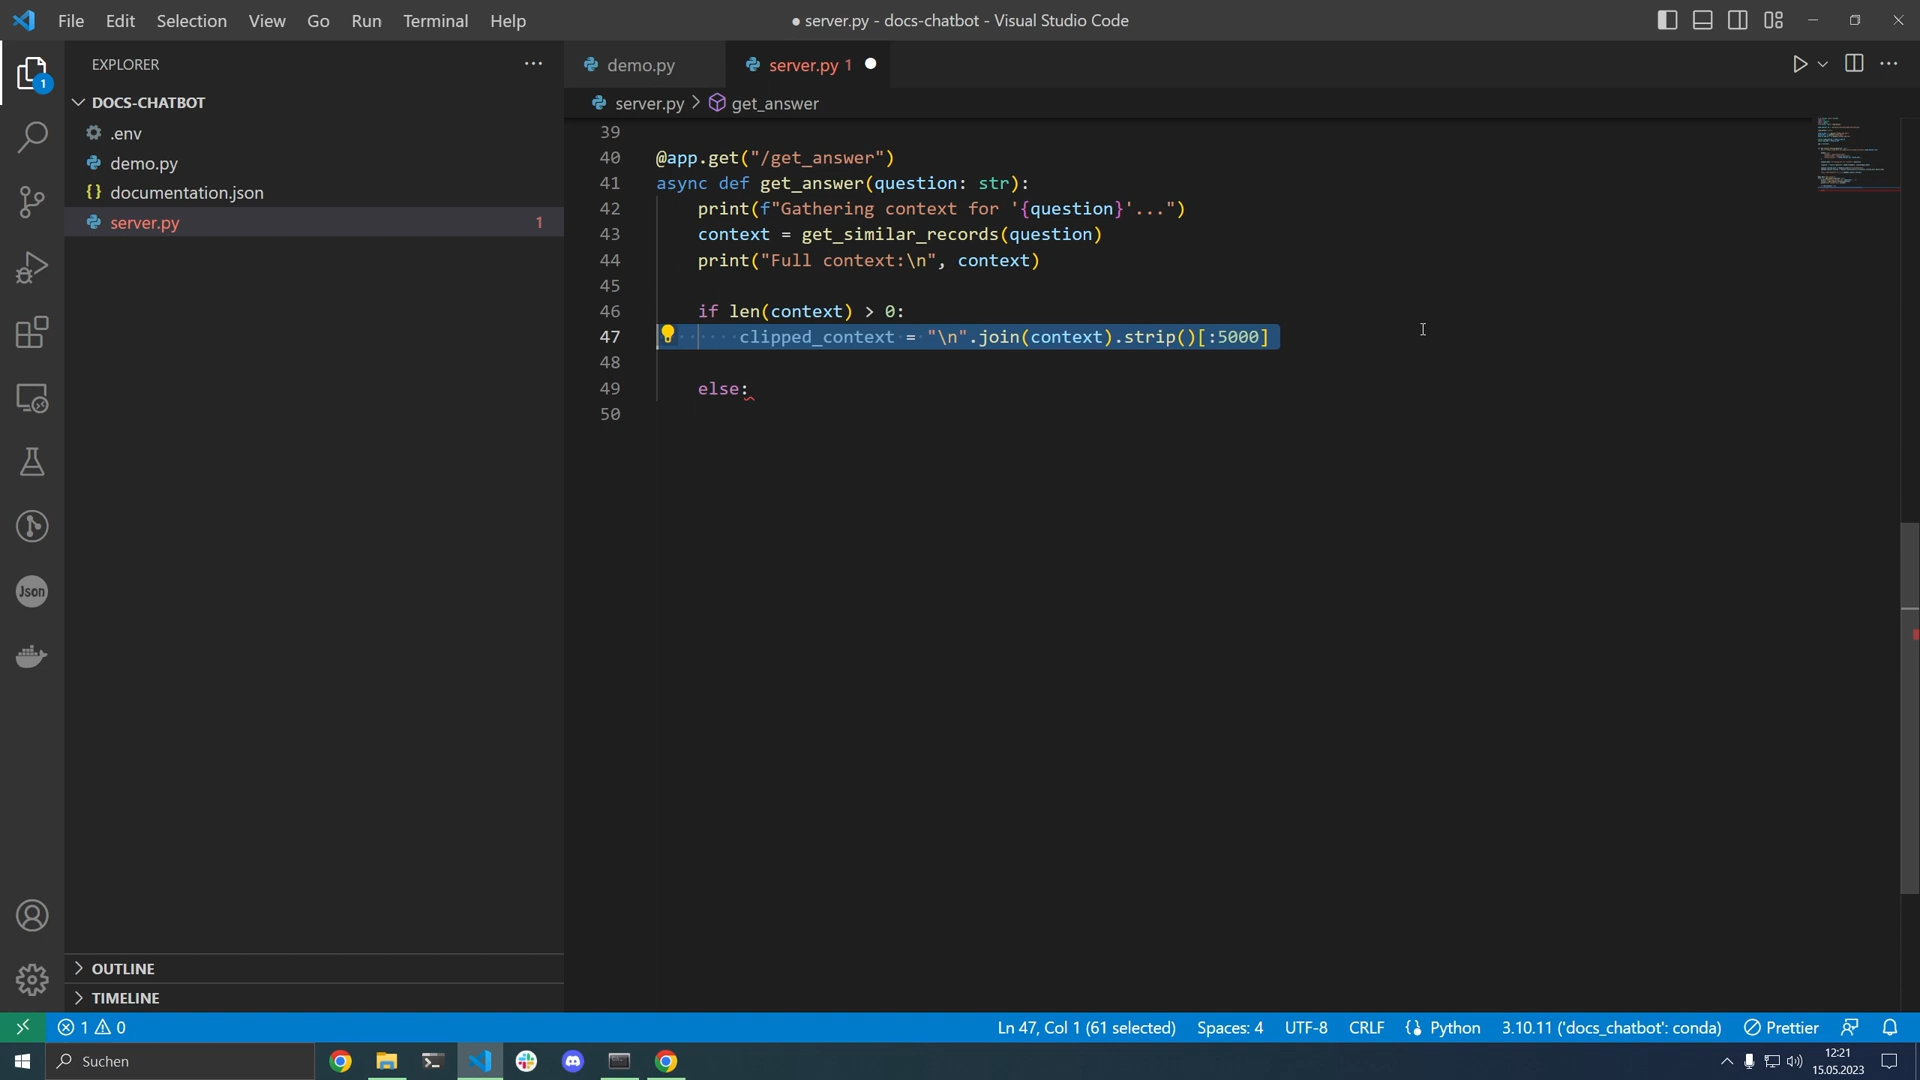 File Edit Selection View Go Run Terminal Help
● server.py - docs-chatbot - Visual Studio Code
EXPLORER
DOCS-CHATBOT
.env
demo.py
documentation.json
server.py 1
OUTLINE
TIMELINE
1
Json
demo.py server.py 1
server.py > get_answer
39
40 @app.get("/get_answer")
41 async def get_answer(question: str):
42 print(f"Gathering context for '{question}'...")
43 context = get_similar_records(question)
44 print("Full context:\n", context)
45
46 if len(context) > 0:
47 clipped_context = "\n".join(context).strip()[:5000]
48
49 else:
50
1 0 Ln 47, Col 1 (61 selected) Spaces: 4 UTF-8 CRLF Python 3.10.11 ('docs_chatbot': conda) Prettier
Suchen
12:21
15.05.2023